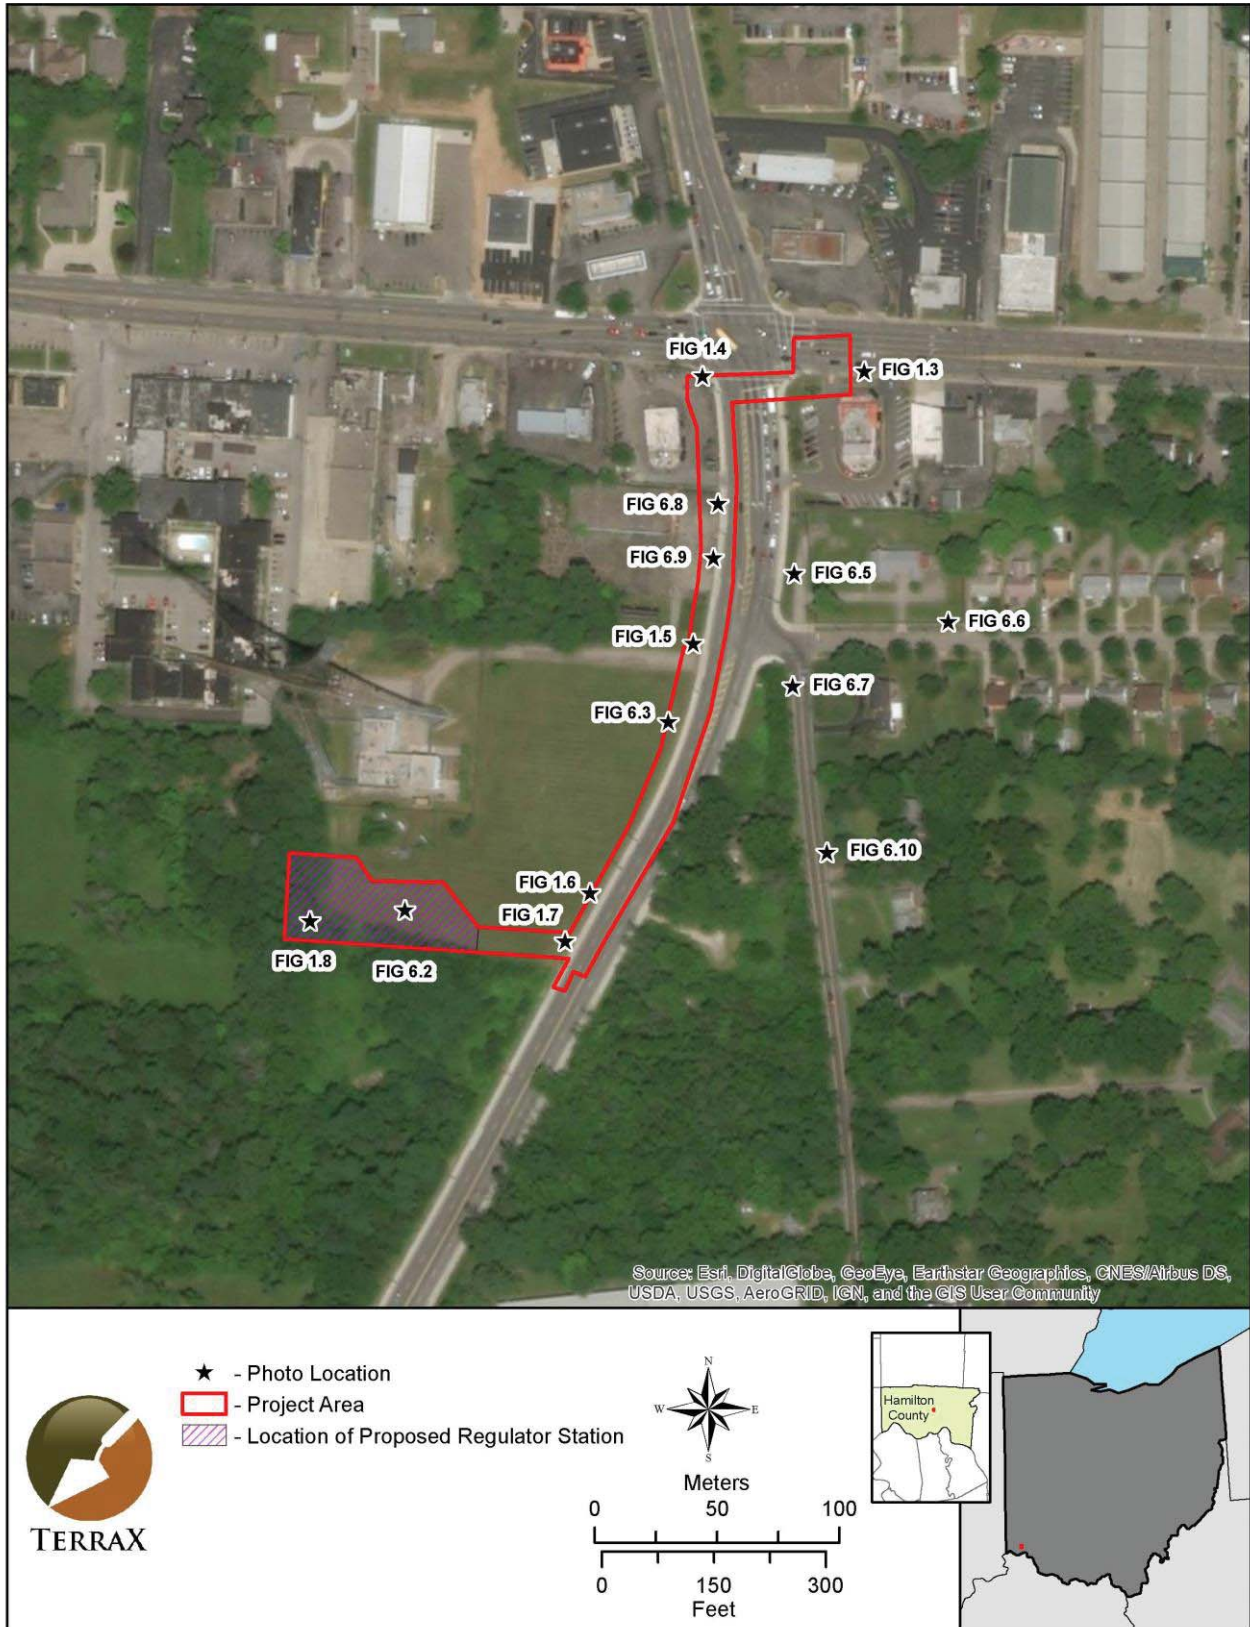 FIG 1.4
FIG 1.3
FIG 6.8
FIG 6.9
FIG 6.5
FIG 6.6
FIG 1.5
FIG 6.7
FIG 6.3
FIG 6.10
FIG 1.6
FIG 1.7
FIG 1.8
FIG 6.2
Source: Esri, DigitalGlobe, GeoEye, Earthstar Geographics, CNES/Airbus DS,
USDA, USGS, AeroGRID, IGN, and the GIS User Community
TERRAX
- Photo Location
- Project Area
- Location of Proposed Regulator Station
N
W E
S
Meters
0 50 100
0 150 300
Feet
Hamilton
County